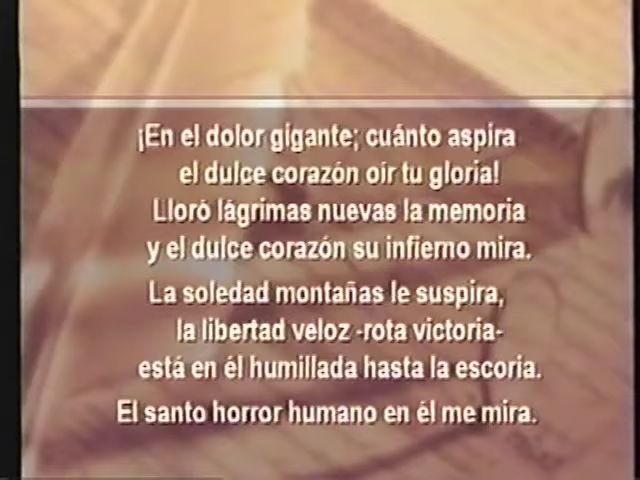 ¡En el dolor gigante; cuánto aspira
el dulce corazón oír tu gloria!
Lloró lágrimas nuevas la memoria
y el dulce corazón su infierno mira.
La soledad montañas le suspira,
la libertad veloz -rota victoria-
está en él humillada hasta la escoria.
El santo horror humano en él me mira.